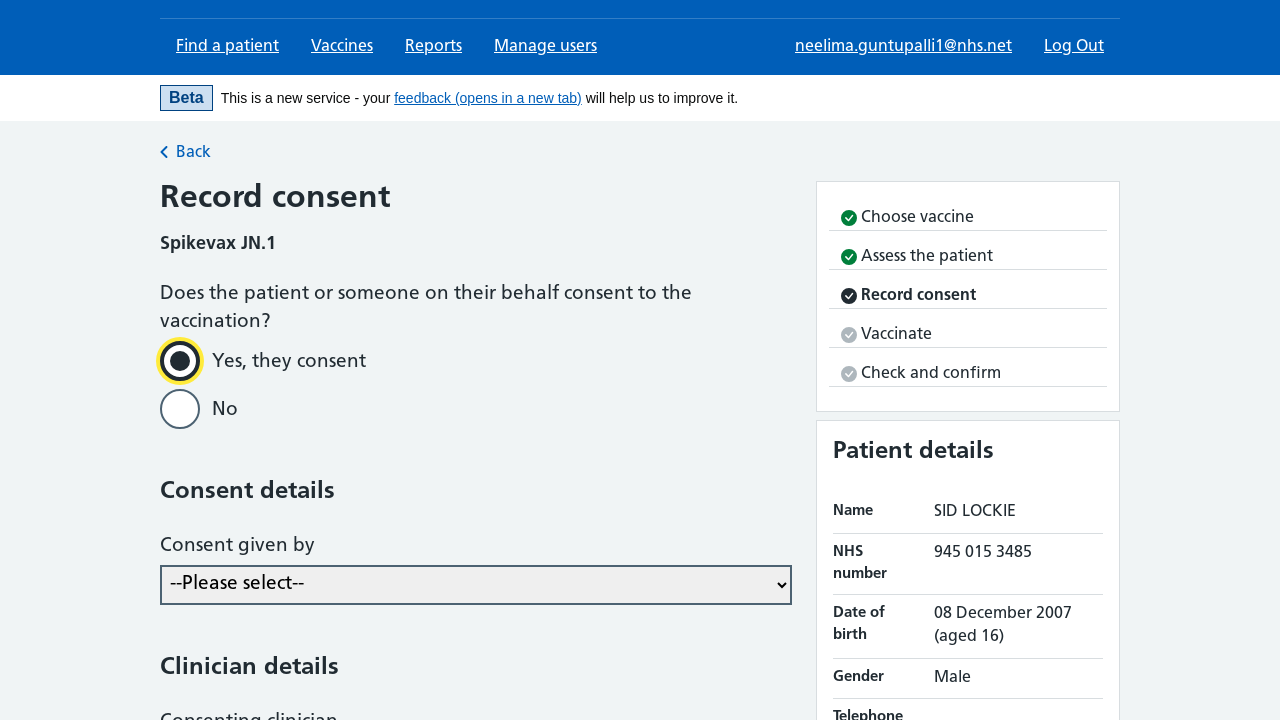 Find a patient
Vaccines
Reports
Manage users
neelima.guntupalli1@nhs.net
Log Out
Beta
This is a new service - your feedback (opens in a new tab) will help us to improve it.
Back
Record consent
Spikevax JN.1
Does the patient or someone on their behalf consent to the
vaccination?
Yes, they consent
No
Consent details
Consent given by
--Please select--
Clinician details
Consenting clinician
Choose vaccine
Assess the patient
Record consent
Vaccinate
Check and confirm
Patient details
Name
SID LOCKIE
NHS
number
945 015 3485
Date of
birth
08 December 2007
(aged 16)
Gender
Male
Telephone